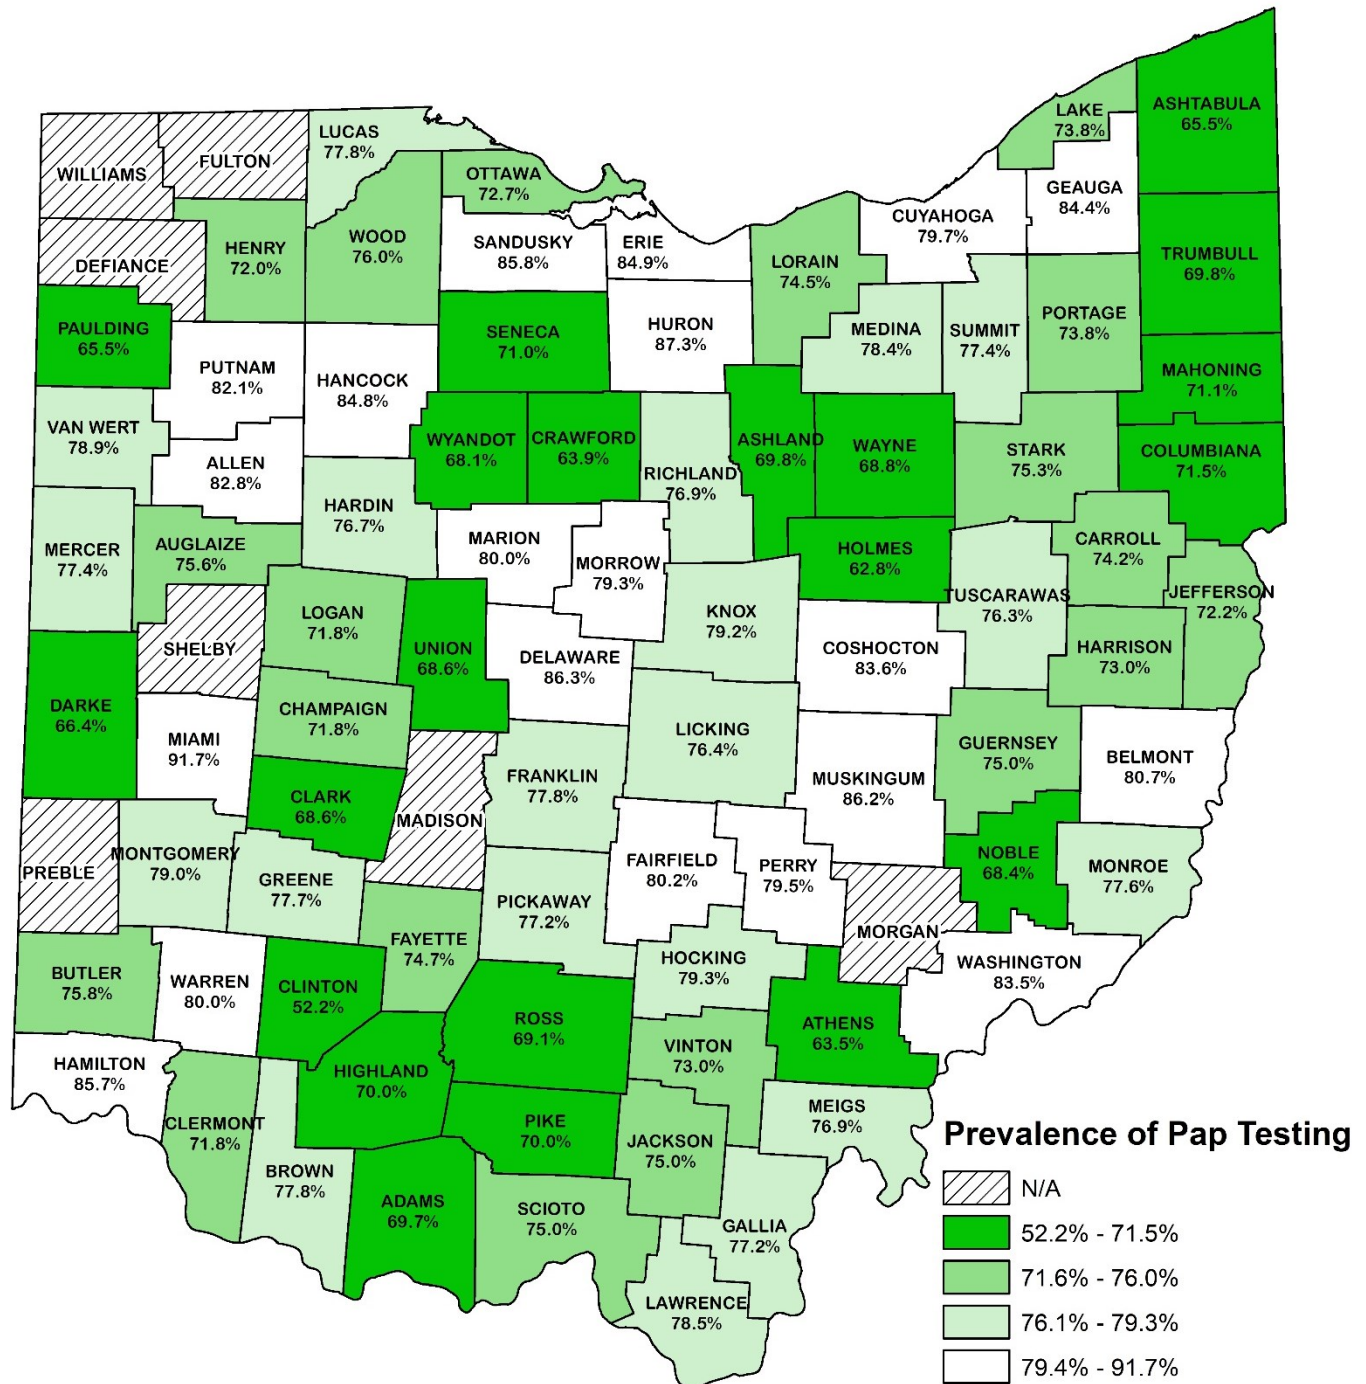 LUCAS
77.8%
FULTON
WILLIAMS
OTTAWA
72.7%
LAKE
73.8%
ASHTABULA
65.5%
GEAUGA
84.4%
CUYAHOGA
79.7%
HENRY
72.0%
WOOD
76.0%
SANDUSKY
85.8%
ERIE
84.9%
DEFIANCE
LORAIN
74.5%
TRUMBULL
69.8%
PAULDING
65.5%
SENECA
71.0%
HURON
87.3%
MEDINA
78.4%
SUMMIT
77.4%
PORTAGE
73.8%
PUTNAM
82.1%
HANCOCK
84.8%
MAHONING
71.1%
VAN WERT
78.9%
ALLEN
82.8%
WYANDOT
68.1%
CRAWFORD
63.9%
RICHLAND
76.9%
ASHLAND
69.8%
WAYNE
68.8%
STARK
75.3%
COLUMBIANA
71.5%
HARDIN
76.7%
MERCER
77.4%
AUGLAIZE
75.6%
MARION
80.0%
MORROW
79.3%
HOLMES
62.8%
CARROLL
74.2%
JEFFERSON
72.2%
TUSCARAWAS
76.3%
LOGAN
71.8%
KNOX
79.2%
SHELBY
UNION
68.6%
DELAWARE
86.3%
COSHOCTON
83.6%
HARRISON
73.0%
DARKE
66.4%
CHAMPAIGN
71.8%
MIAMI
91.7%
LICKING
76.4%
GUERNSEY
75.0%
BELMONT
80.7%
FRANKLIN
77.8%
MUSKINGUM
86.2%
CLARK
68.6%
MADISON
PREBLE
MONTGOMERY
79.0%
GREENE
77.7%
FAIRFIELD
80.2%
PERRY
79.5%
NOBLE
68.4%
MONROE
77.6%
PICKAWAY
77.2%
FAYETTE
74.7%
MORGAN
HOCKING
79.3%
WASHINGTON
83.5%
BUTLER
75.8%
WARREN
80.0%
CLINTON
52.2%
ROSS
69.1%
ATHENS
63.5%
VINTON
73.0%
HAMILTON
85.7%
HIGHLAND
70.0%
CLERMONT
71.8%
PIKE
70.0%
JACKSON
75.0%
MEIGS
76.9%
BROWN
77.8%
ADAMS
69.7%
SCIOTO
75.0%
GALLIA
77.2%
LAWRENCE
78.5%
Prevalence of Pap Testing
N/A
52.2% - 71.5%
71.6% - 76.0%
76.1% - 79.3%
79.4% - 91.7%